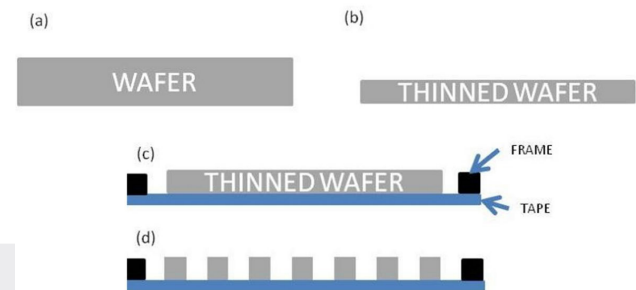 (a)
WAFER
(b)
THINNED WAFER
(c)
THINNED WAFER
FRAME
TAPE
(d)